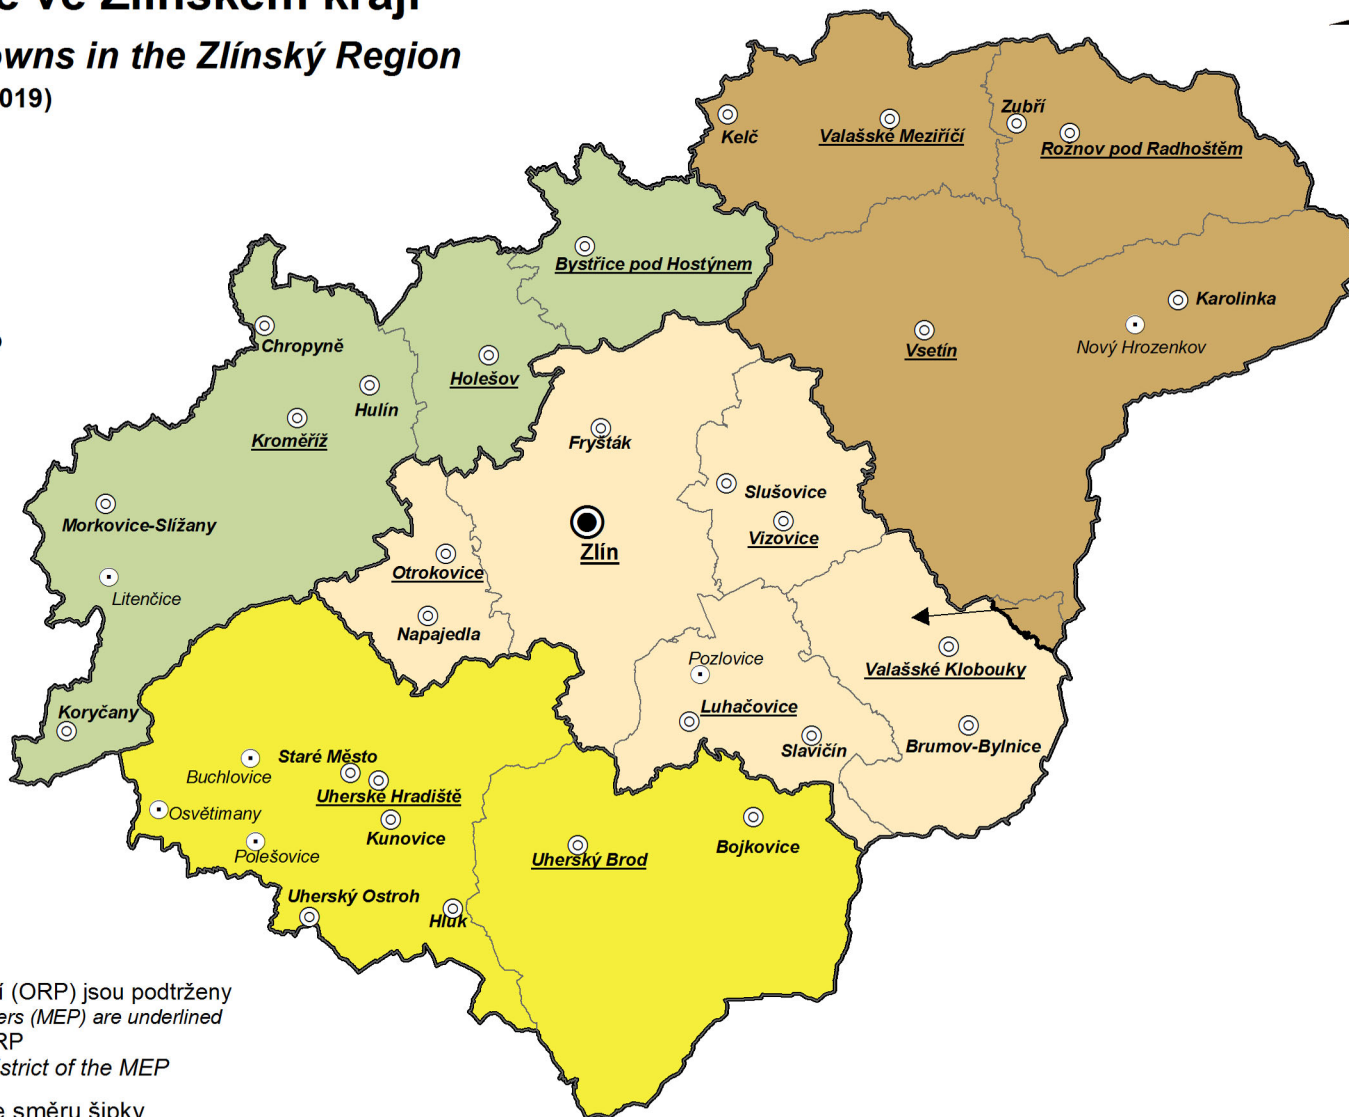 ve Zlínském kraji
owns in the Zlínský Region
019)
Zubří
Kelč
Valašské Meziříčí
Rožnov pod Radhoštěm
Bystřice pod Hostýnem
Karolinka
Chropyně
Nový Hrozenkov
Vsetín
Holešov
Hulín
Kroměříž
Fryšták
Slušovice
Morkovice-Slížany
Vizovice
Zlín
Otrokovice
Litenčice
Napajedla
Pozlovice
Valašské Klobouky
Luhačovice
Koryčany
Slavičín
Brumov-Bylnice
Staré Město
Buchlovice
Uherské Hradiště
Osvětimany
Kunovice
Bojkovice
Polešovice
Uherský Brod
Uherský Ostroh
Hluk
í (ORP) jsou podtrženy
ers (MEP) are underlined
RP
strict of the MEP
e směru šipky